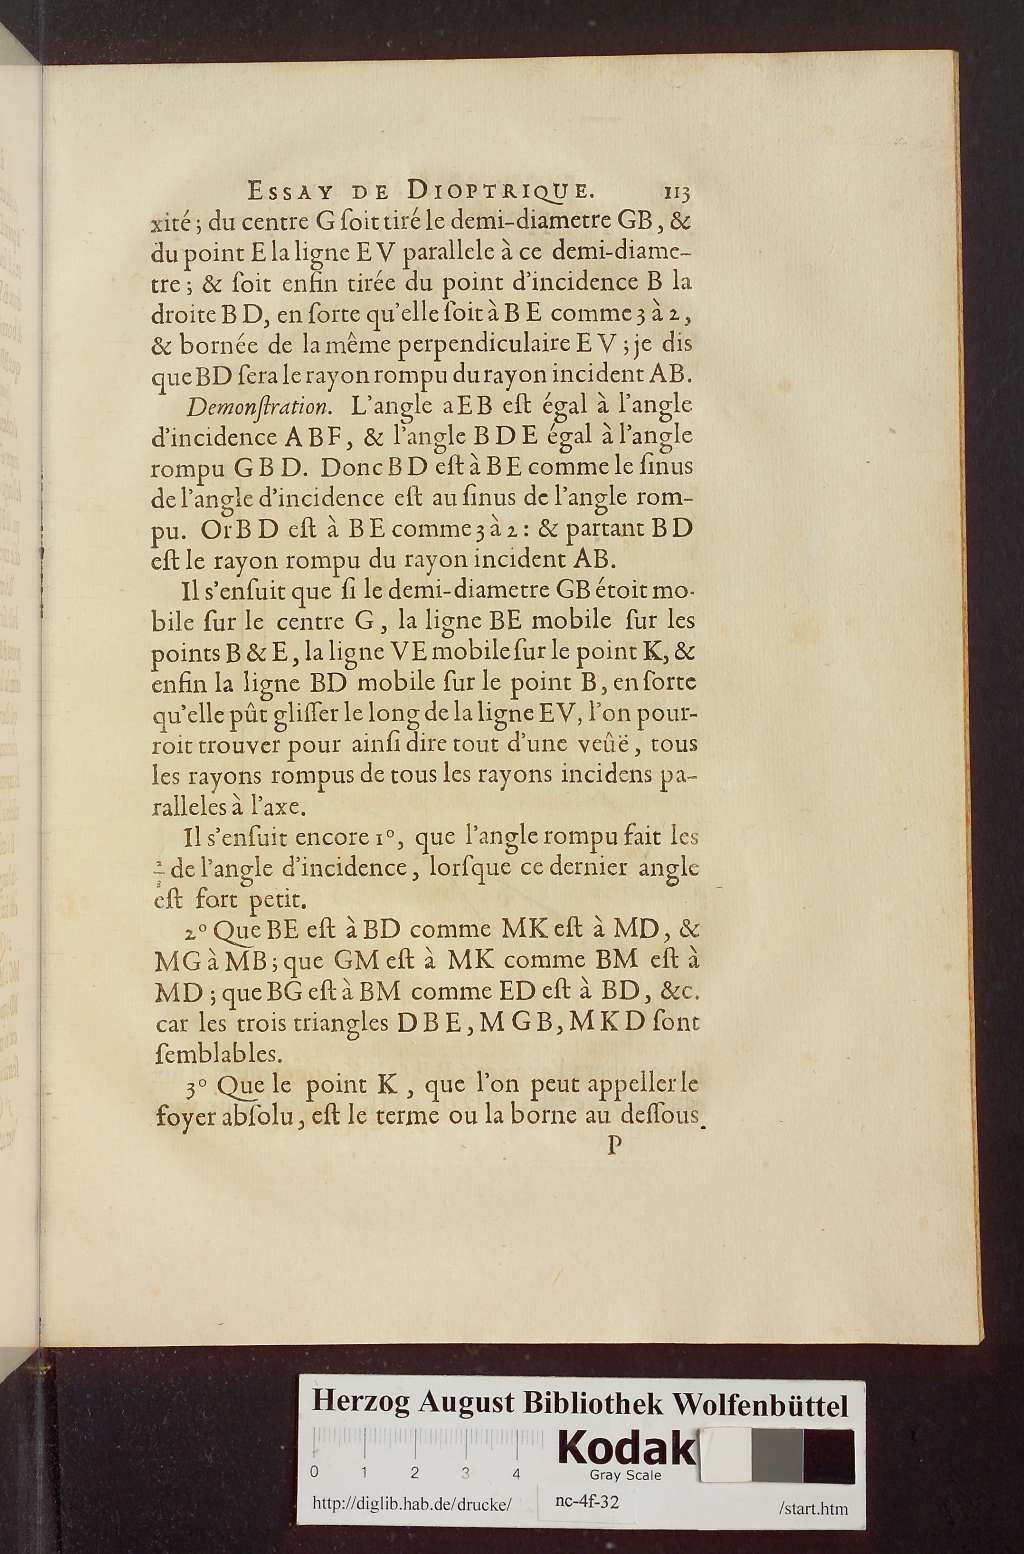 ESSAY DE DIOPTRIQUE. 113
xité; du centre G ſoit tiré le demi-diametre GB, &
du point E la ligne EV parallele à ce demi-diame-
tre; & ſoit enfin tirée du point d'incidence B la
droite BD, en ſorte qu'elle ſoit à BE comme 3 à 2,
& bornée de la même perpendiculaire EV; je dis
que BD ſera le rayon rompu du rayon incident AB.
Demonſtration. L'angle aEB eſt égal à l'angle
d'incidence ABF, & l'angle BDE égal à l'angle
rompu GBD. Donc BD eſt à BE comme le ſinus
de l'angle d'incidence eſt au ſinus de l'angle rom-
pu. Or BD eſt à BE comme 3 à 2: & partant BD
eſt le rayon rompu du rayon incident AB.
Il s'enſuit que ſi le demi-diametre GB étoit mo-
bile ſur le centre G, la ligne BE mobile ſur les
points B & E, la ligne VE mobile ſur le point K, &
enfin la ligne BD mobile ſur le point B, en ſorte
qu'elle pût gliſſer le long de la ligne EV, l'on pour-
roit trouver pour ainſi dire tout d'une veûë, tous
les rayons rompus de tous les rayons incidens pa-
ralleles à l'axe.
Il s'enſuit encore 1°, que l'angle rompu fait les
2/3 de l'angle d'incidence, lorſque ce dernier angle
eſt fort petit.
2° Que BE eſt à BD comme MK eſt à MD, &
MG à MB; que GM eſt à MK comme BM eſt à
MD; que BG eſt à BM comme ED eſt à BD, &c.
car les trois triangles DBE, MGB, MKD ſont
ſemblables.
3° Que le point K, que l'on peut appeller le
foyer abſolu, eſt le terme ou la borne au deſſous
P
Herzog August Bibliothek Wolfenbüttel
0 1 2 3 4
Kodak
Gray Scale
http://diglib.hab.de/drucke/ nc-4f-32 /start.htm